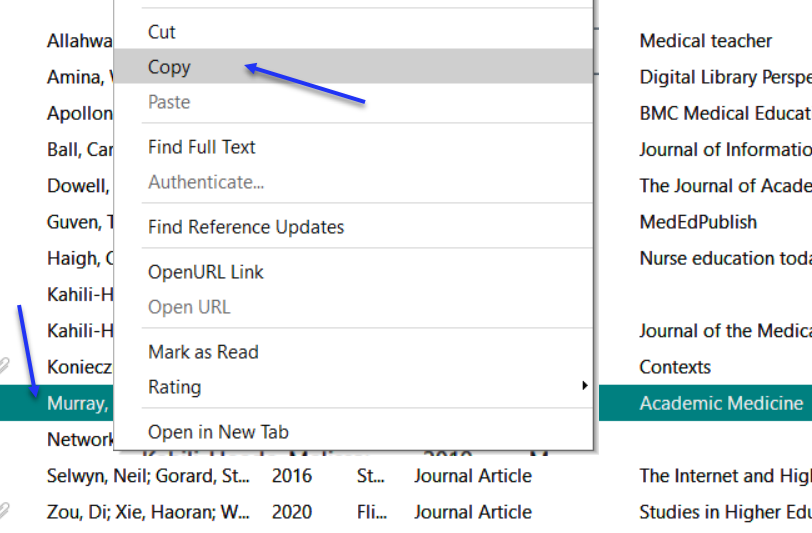 Cut
Allahwa Medical teacher
Copy
Amina, Digital Library Perspe
Paste
Apollon BMC Medical Educat
Find Full Text
Ball, Car Journal of Informatio
Authenticate...
Dowell, The Journal of Acade
Guven, T MedEdPublish
Find Reference Updates
Haigh, Nurse education toda
OpenURL Link
Kahili-H
Open URL
Kahili-H Journal of the Medica
Mark as Read
Koniecz Contexts
Rating
Murray, Academic Medicine
Open in New Tab
Network
Selwyn, Neil; Gorard, St... 2016 St... Journal Article The Internet and High
Zou, Di; Xie, Haoran; W... 2020 Fli... Journal Article Studies in Higher Edu